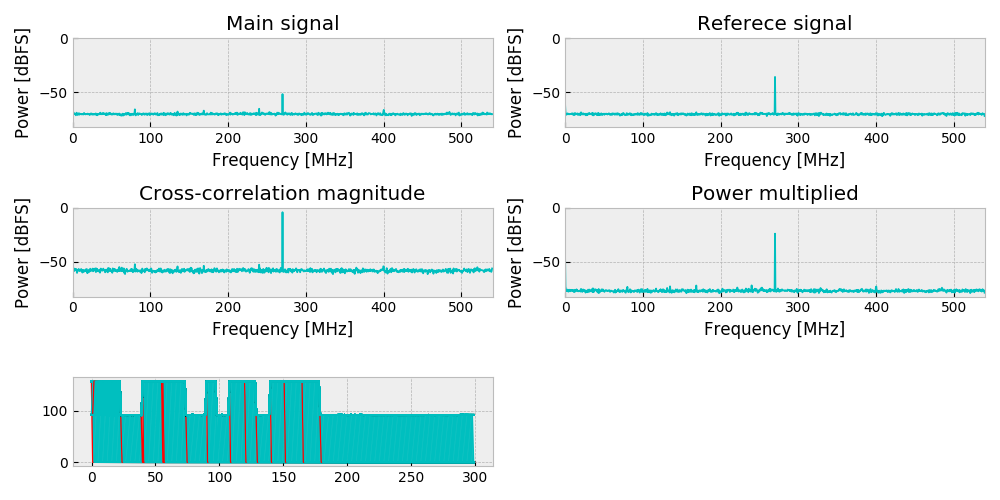 Main signal
Referece signal
Power [dBFS]
0
−50
0 100 200 300 400 500
Frequency [MHz]
Power [dBFS]
0
−50
0 100 200 300 400 500
Frequency [MHz]
Cross-correlation magnitude
Power multiplied
Power [dBFS]
0
−50
0 100 200 300 400 500
Frequency [MHz]
Power [dBFS]
0
−50
0 100 200 300 400 500
Frequency [MHz]
100
0
0 50 100 150 200 250 300